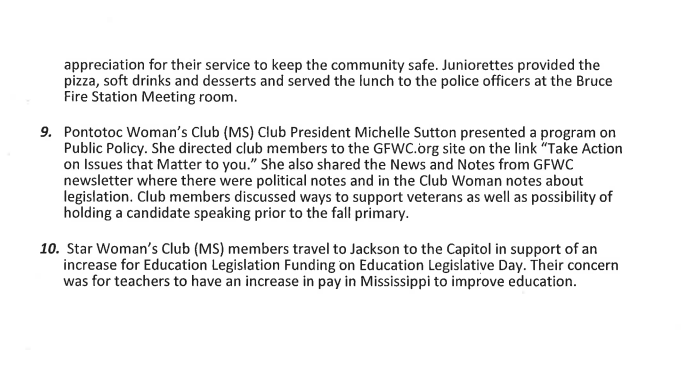 appreciation for their service to keep the community safe. Juniorettes provided the
pizza, soft drinks and desserts and served the lunch to the police officers at the Bruce
Fire Station Meeting room.
9. Pontotoc Woman's Club (MS) Club President Michelle Sutton presented a program on
Public Policy. She directed club members to the GFWC.org site on the link "Take Action
on Issues that Matter to you." She also shared the News and Notes from GFWC
newsletter where there were political notes and in the Club Woman notes about
legislation. Club members discussed ways to support veterans as well as possibility of
holding a candidate speaking prior to the fall primary.
10. Star Woman's Club (MS) members travel to Jackson to the Capitol in support of an
increase for Education Legislation Funding on Education Legislative Day. Their concern
was for teachers to have an increase in pay in Mississippi to improve education.